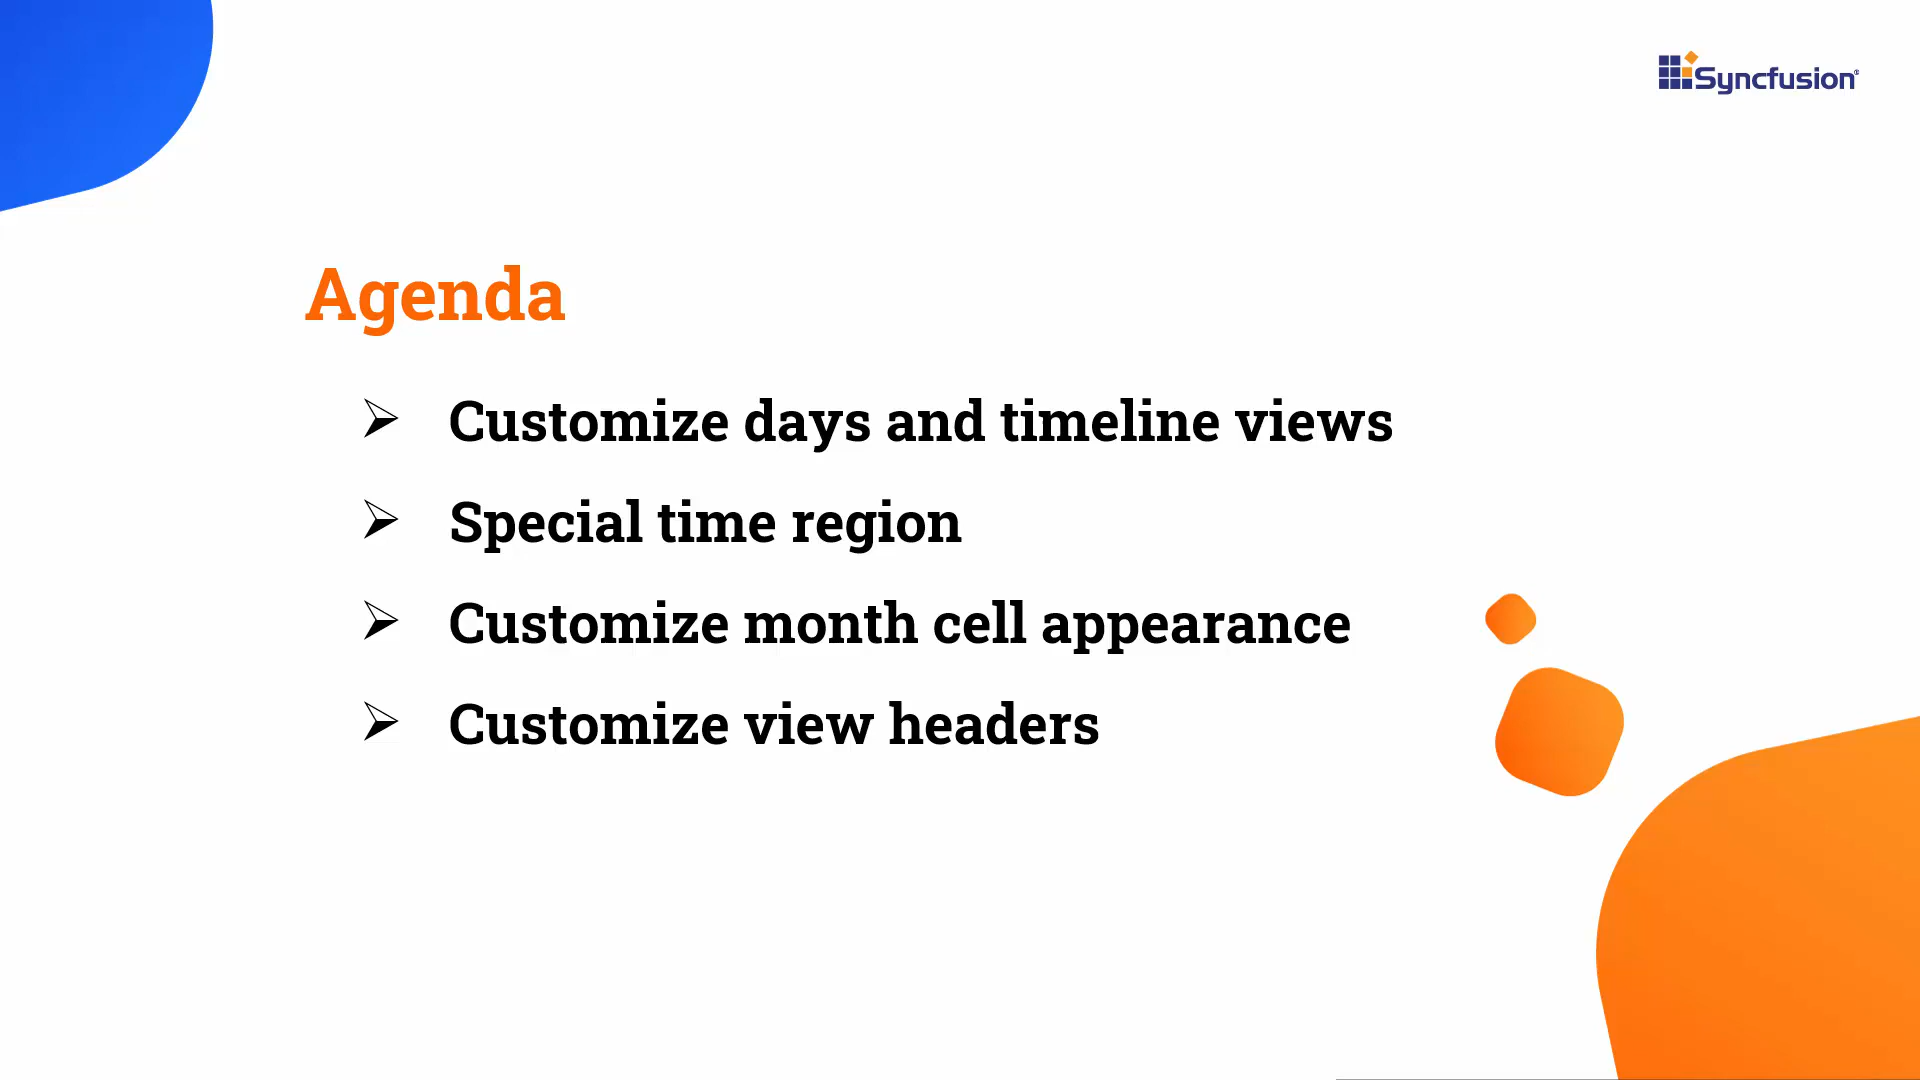 Syncfusion®
Agenda
➢ Customize days and timeline views
➢ Special time region
➢ Customize month cell appearance
➢ Customize view headers